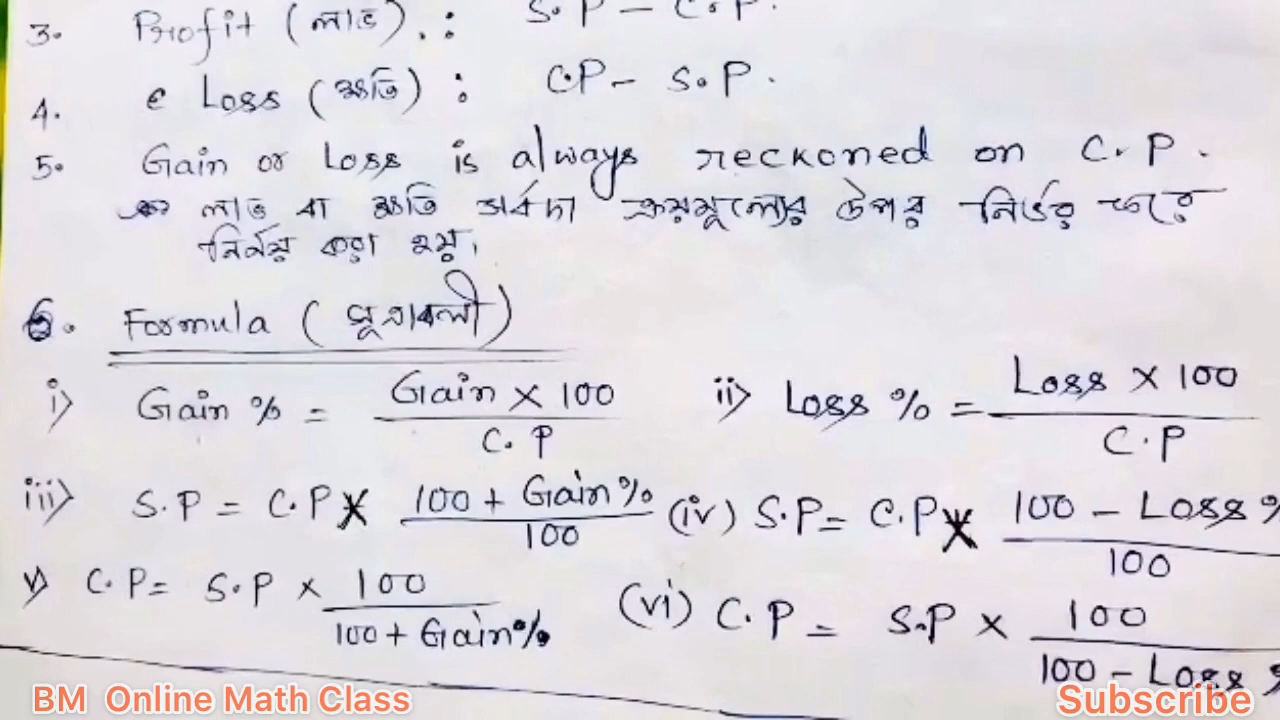 3. Profit (লাভ) . : S.P – C.P.
4. e Loss (ক্ষতি) : C.P – S.P.
5. Gain or Loss is always reckoned on C.P.
লাভ বা ক্ষতি সর্বদা ক্রয়মূল্যের উপর নির্ভর করে
নির্নয় করা হয়।
6. Formula (সূত্রাবলী)
i) Gain % = Gain × 100 / C.P
ii) Loss % = Loss × 100 / C.P
iii) S.P = C.P × 100 + Gain % / 100
(iv) S.P = C.P × 100 – Loss % / 100
v) C.P = S.P × 100 / 100 + Gain %
(vi) C.P = S.P × 100 / 100 – Loss %
BM Online Math Class
Subscribe